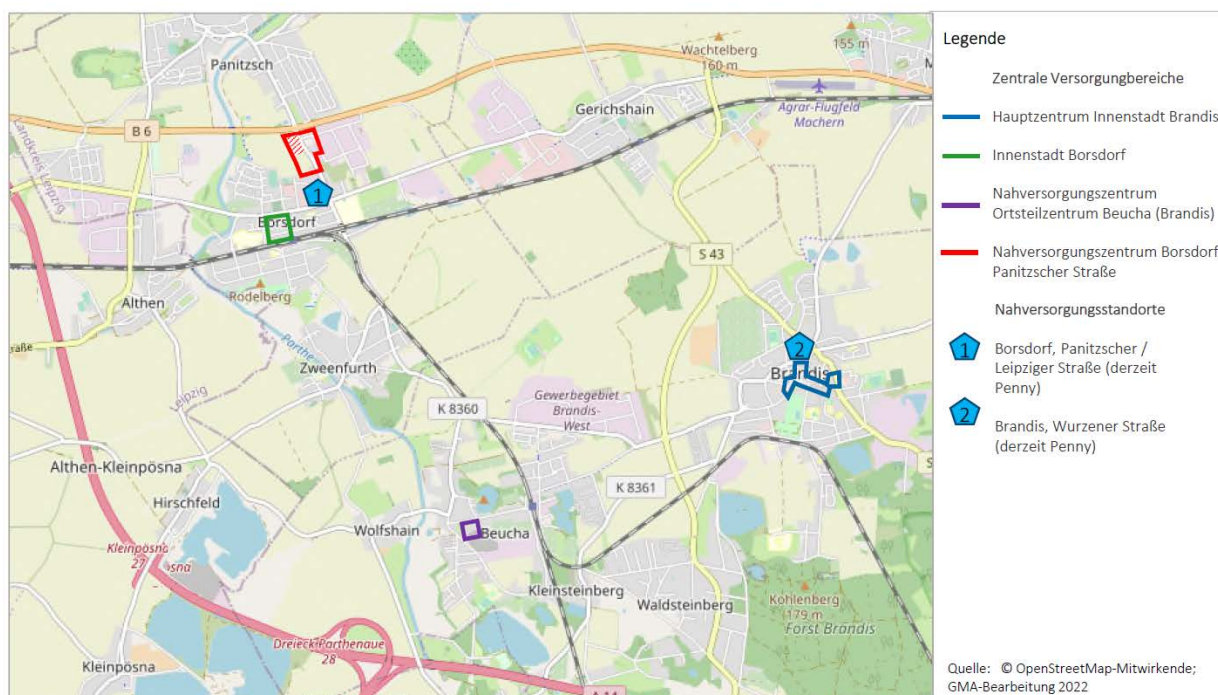 Panitzsch
Wachtelberg
160 m
155 m
Gerichshain
Agrar-Flugfeld
Machern
B 6
Landkreis Leipzig
1
Borsdorf
S 43
Rodelberg
Althen
Parthe
Zweenfurth
Leipzig
2
Brandis
Gewerbegebiet
Brandis-
West
K 8360
Althen-Kleinpösna
Hirschfeld
K 8361
Wolfshain
Beucha
Kleinpösna
27
Kleinsteinberg
Waldsteinberg
Kohlenberg
179 m
Forst Brandis
Dreieck Parthenaue
28
Kleinpösna
Legende
Zentrale Versorgungbereiche
Hauptzentrum Innenstadt Brandis
Innenstadt Borsdorf
Nahversorgungszentrum
Ortsteilzentrum Beucha (Brandis)
Nahversorgungszentrum Borsdorf
Panitzscher Straße
Nahversorgungsstandorte
1
Borsdorf, Panitzscher /
Leipziger Straße (derzeit
Penny)
2
Brandis, Wurzener Straße
(derzeit Penny)
Quelle: © OpenStreetMap-Mitwirkende;
GMA-Bearbeitung 2022